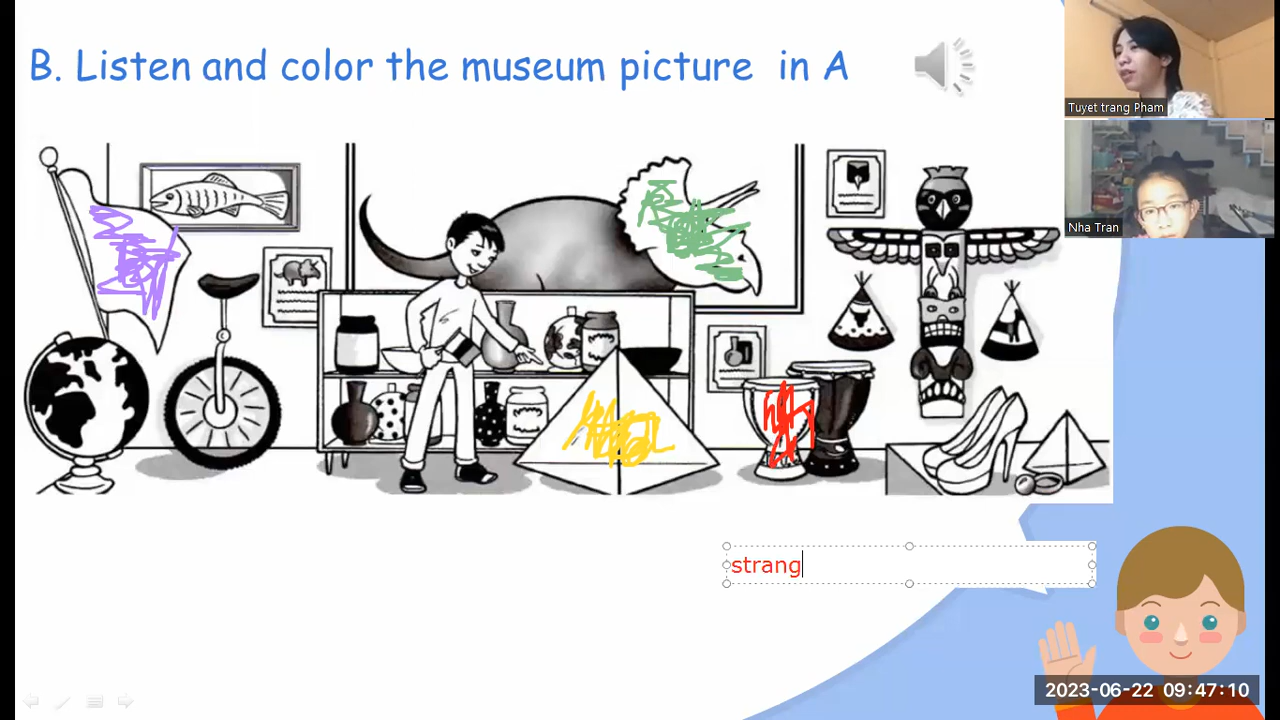 B. Listen and color the museum picture in A
Tuyet trang Pham
Nha Tran
strang
2023-06-22 09:47:10